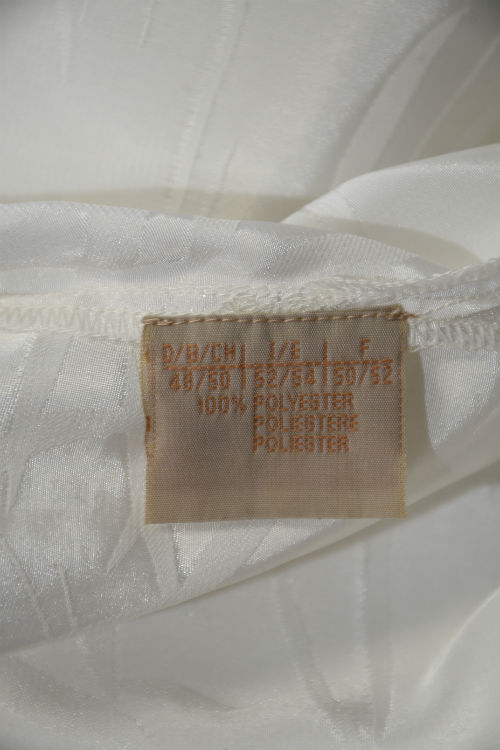 D/B/CH| I/E | F
48/50|52/54|50/52
100% POLYESTER
POLIESTERE
POLIESTER